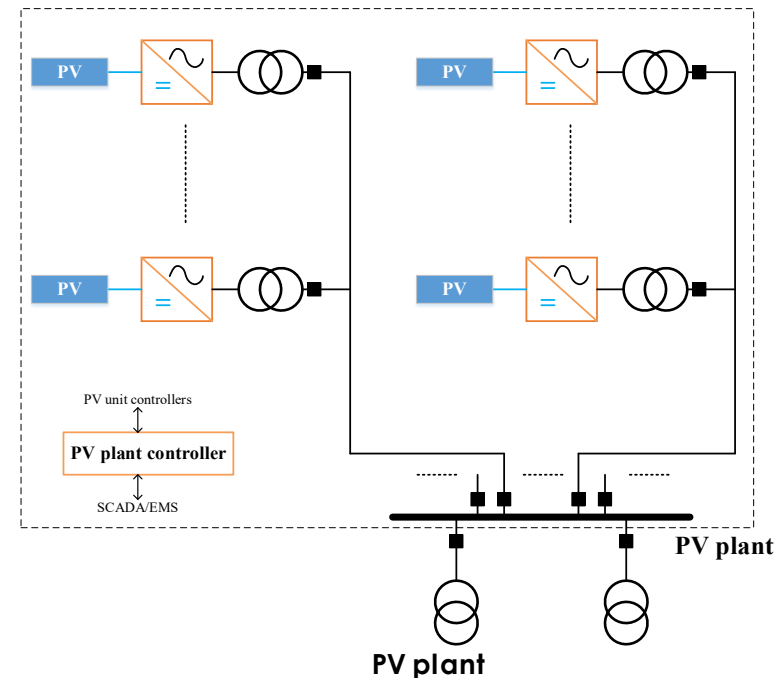 PV
PV
PV
PV
PV unit controllers
PV plant controller
SCADA/EMS
PV plant
PV plant